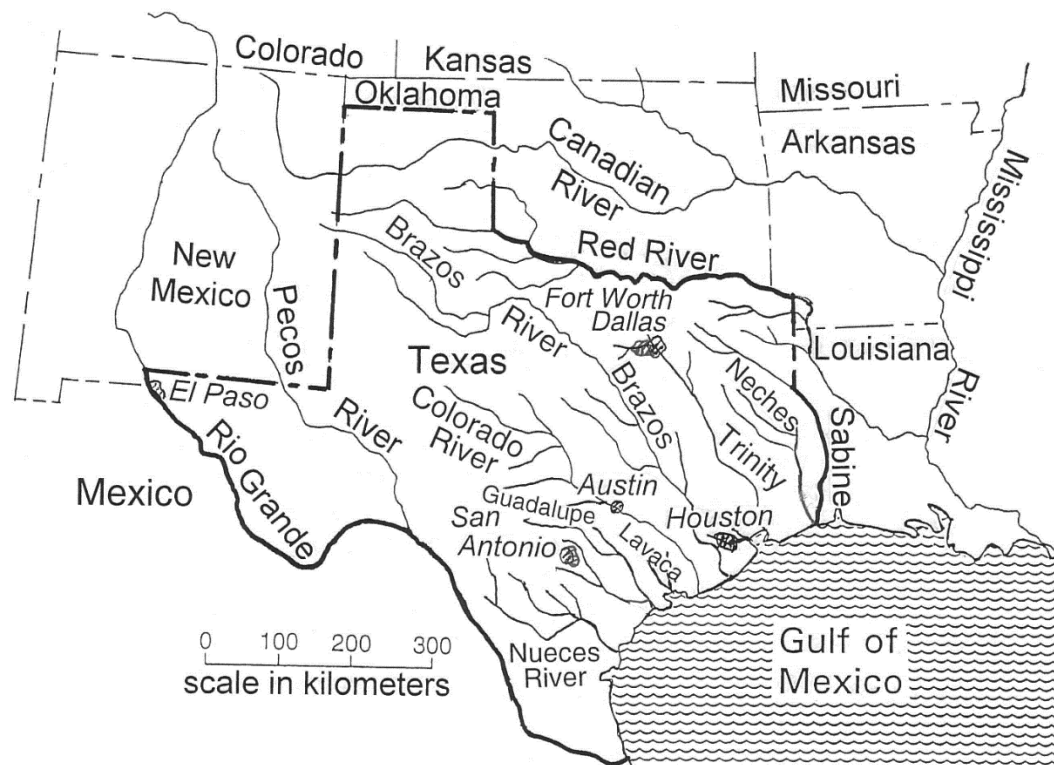 Colorado
Kansas
Oklahoma
Missouri
Arkansas
Canadian
River
Mississippi
River
New
Mexico
Pecos
River
Brazos
River
Brazos
Red River
Fort Worth
Dallas
Louisiana
Texas
Neches
Sabine
Trinity
El Paso
Colorado
River
Rio Grande
Mexico
Austin
Guadalupe
San
Antonio
Houston
Lavaca
Nueces
River
Gulf of
Mexico
0 100 200 300
scale in kilometers